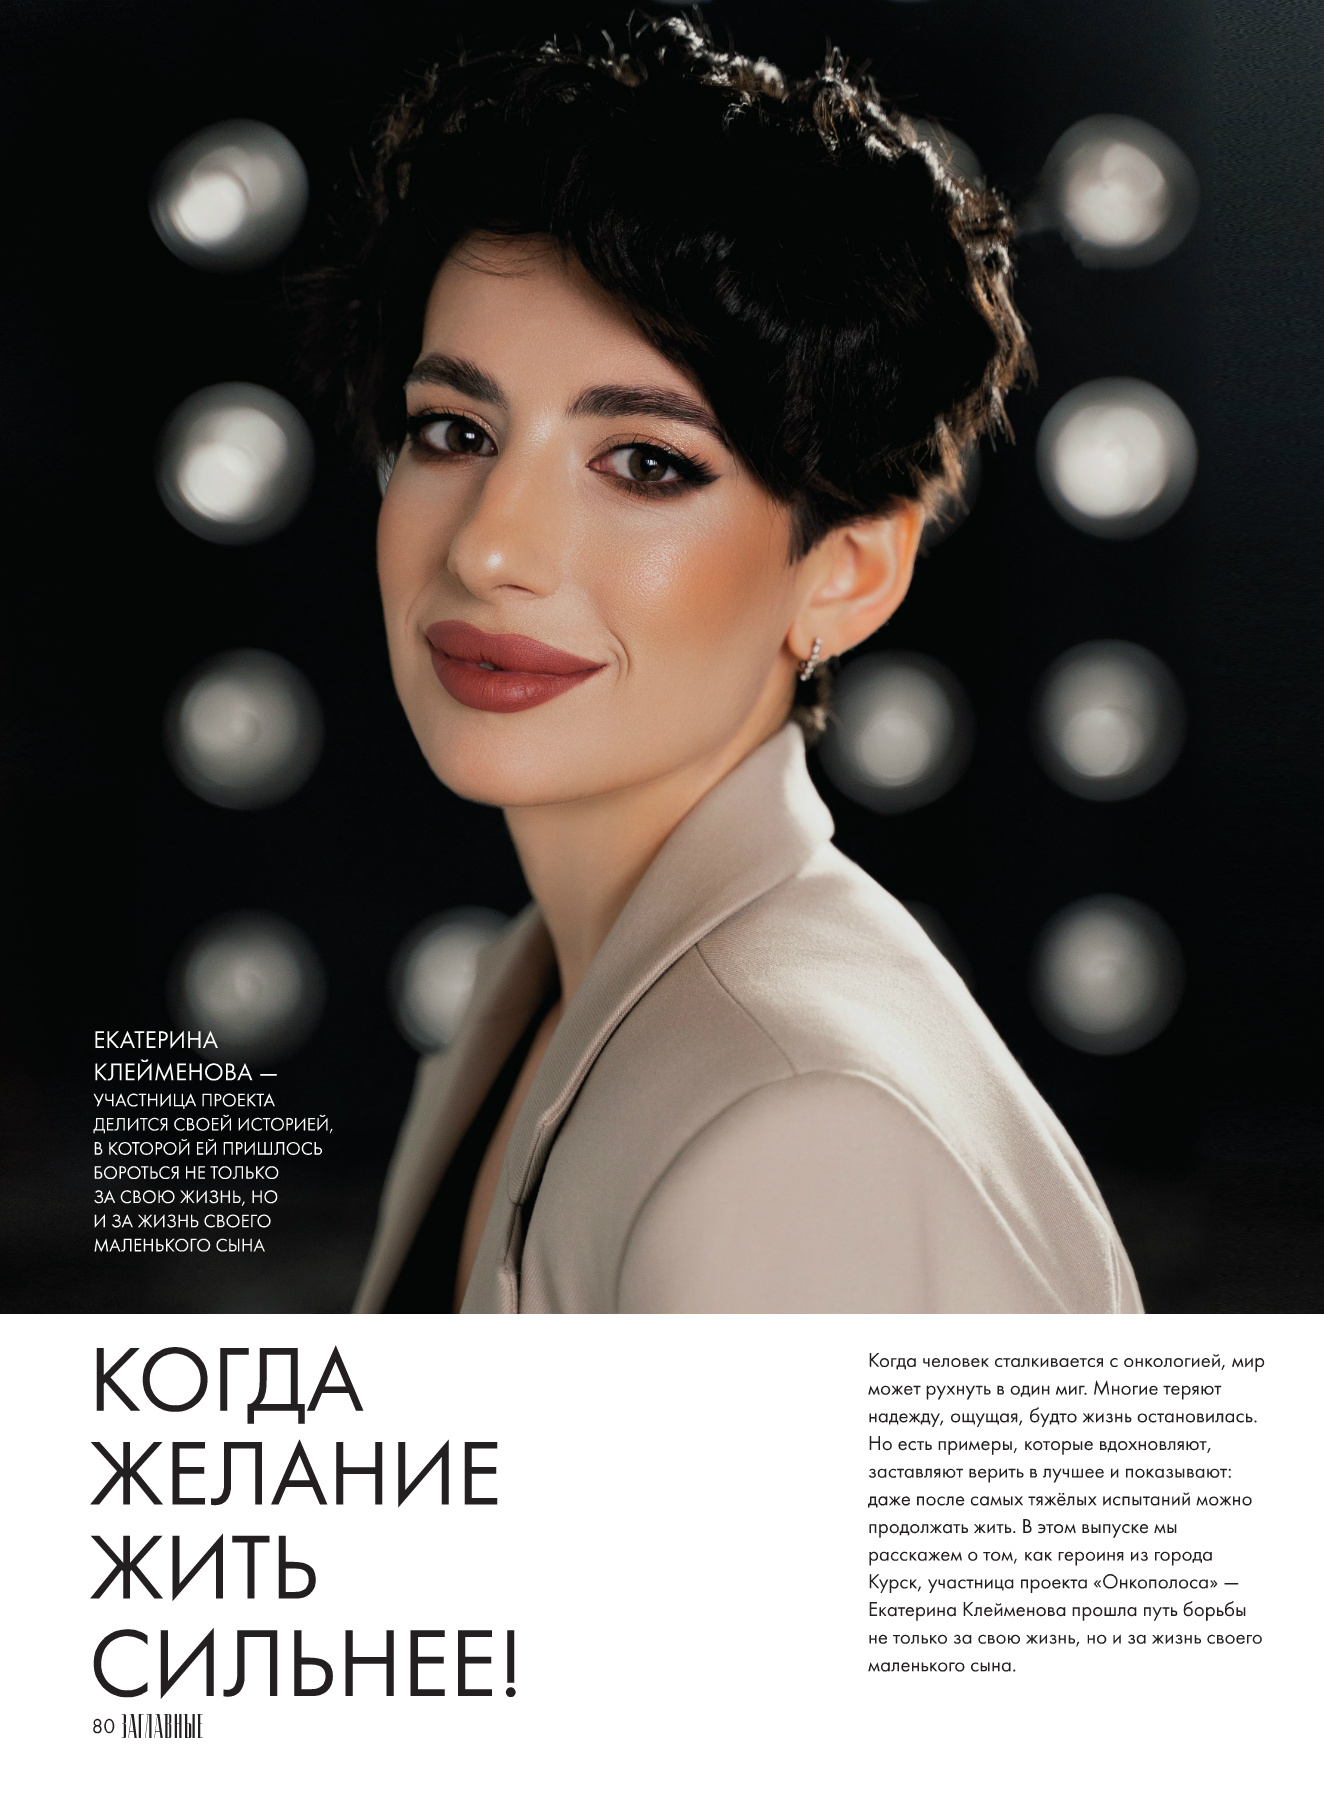 ЕКАТЕРИНА
КЛЕЙМЕНОВА —
УЧАСТНИЦА ПРОЕКТА
ДЕЛИТСЯ СВОЕЙ ИСТОРИЕЙ,
В КОТОРОЙ ЕЙ ПРИШЛОСЬ
БОРОТЬСЯ НЕ ТОЛЬКО
ЗА СВОЮ ЖИЗНЬ, НО
И ЗА ЖИЗНЬ СВОЕГО
МАЛЕНЬКОГО СЫНА
КОГДА
ЖЕЛАНИЕ
ЖИТЬ
СИЛЬНЕЕ!
Когда человек сталкивается с онкологией, мир
может рухнуть в один миг. Многие теряют
надежду, ощущая, будто жизнь остановилась.
Но есть примеры, которые вдохновляют,
заставляют верить в лучшее и показывают:
даже после самых тяжёлых испытаний можно
продолжать жить. В этом выпуске мы
расскажем о том, как героиня из города
Курск, участница проекта «Онкополоса» —
Екатерина Клейменова прошла путь борьбы
не только за свою жизнь, но и за жизнь своего
маленького сына.
80 ЗАГЛАВНЫЕ